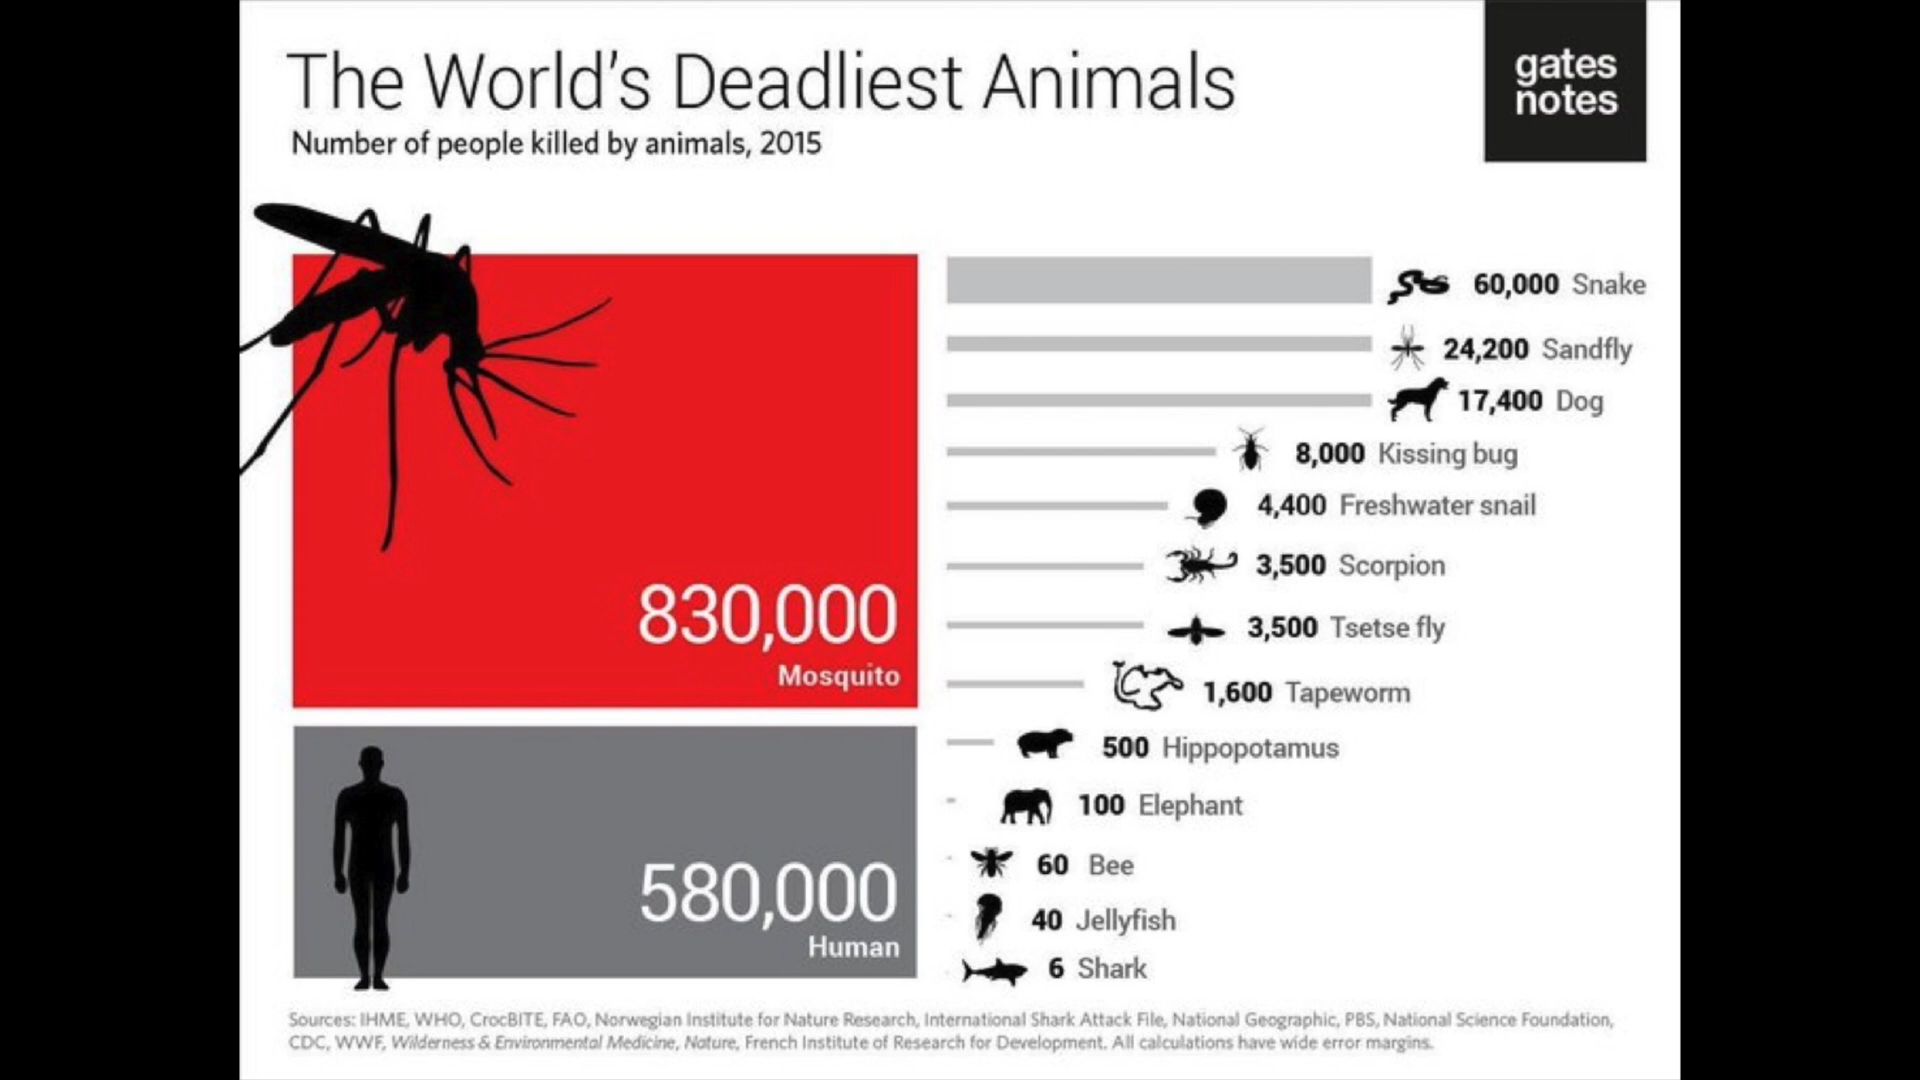 The World's Deadliest Animals
Number of people killed by animals, 2015
gates
notes
830,000
Mosquito
580,000
Human
60,000 Snake
24,200 Sandfly
17,400 Dog
8,000 Kissing bug
4,400 Freshwater snail
3,500 Scorpion
3,500 Tsetse fly
1,600 Tapeworm
500 Hippopotamus
100 Elephant
60 Bee
40 Jellyfish
6 Shark
Sources: IHME, WHO, CrocBITE, FAO, Norwegian Institute for Nature Research, International Shark Attack File, National Geographic, PBS, National Science Foundation,
CDC, WWF, Wilderness & Environmental Medicine, Nature, French Institute of Research for Development. All calculations have wide error margins.